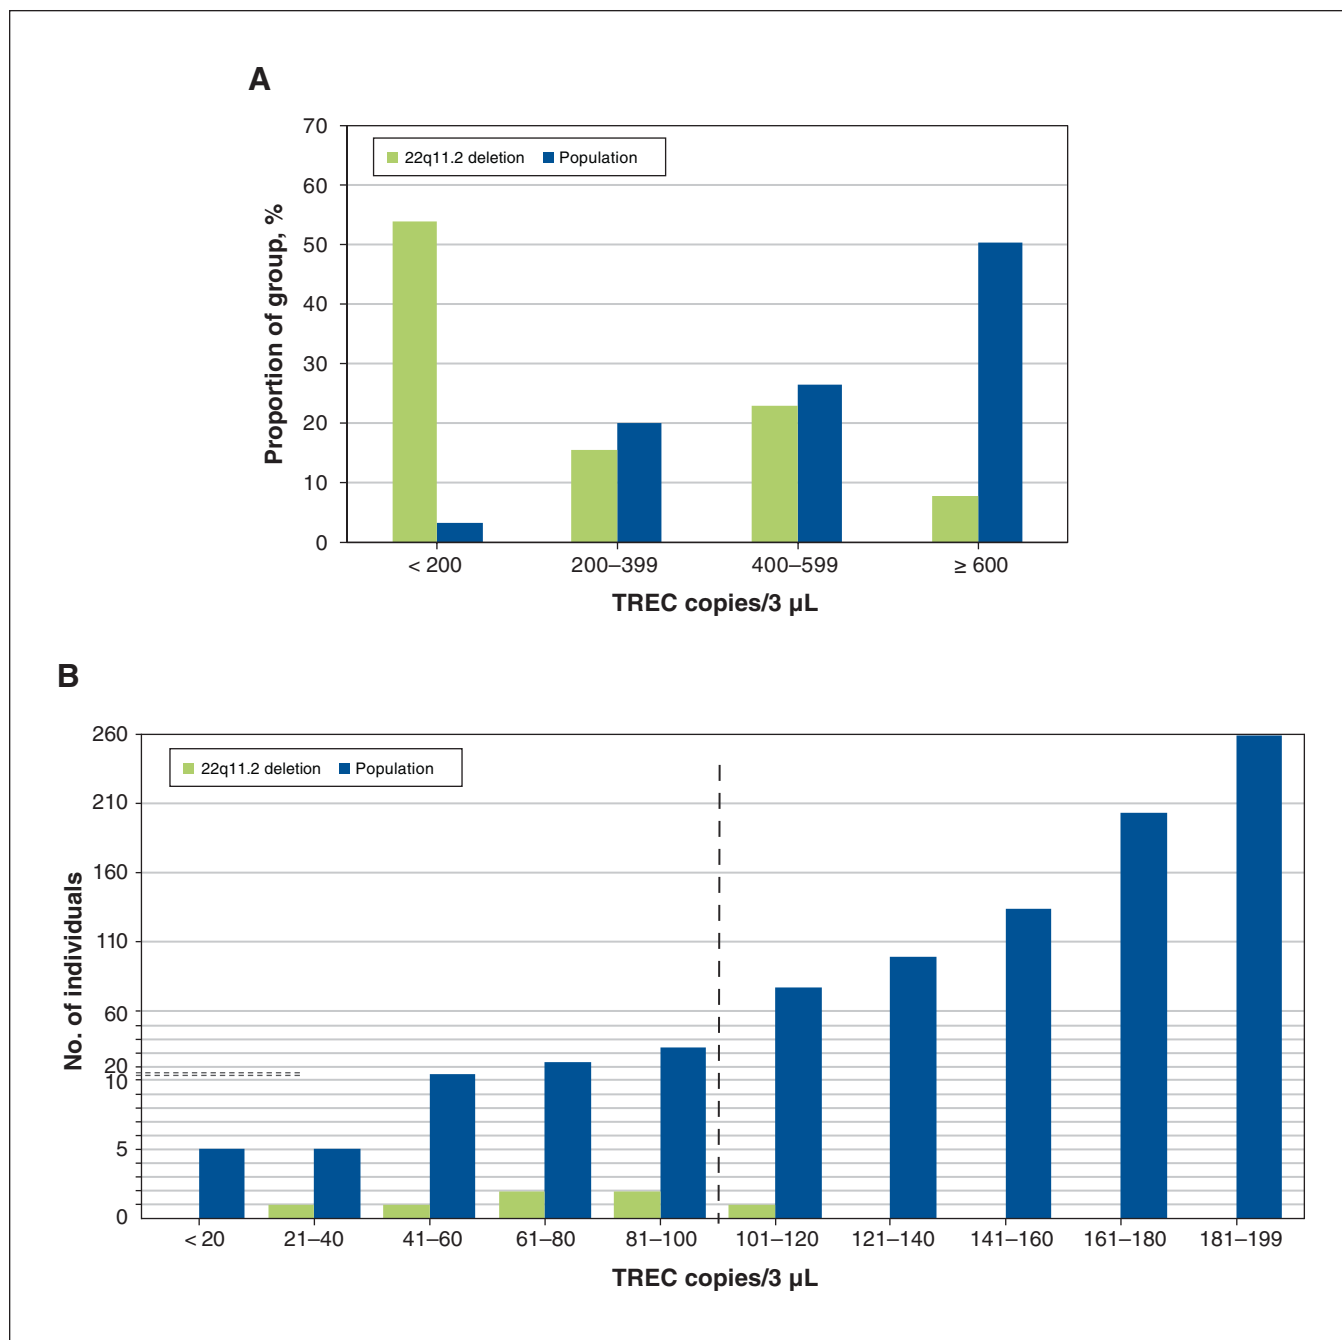 A
70
60
50
40
30
20
10
0
Proportion of group, %
22q11.2 deletion Population
< 200 200–399 400–599 ≥ 600
TREC copies/3 µL
B
260
210
160
110
60
20
10
5
0
No. of individuals
22q11.2 deletion Population
< 20 21–40 41–60 61–80 81–100 101–120 121–140 141–160 161–180 181–199
TREC copies/3 µL